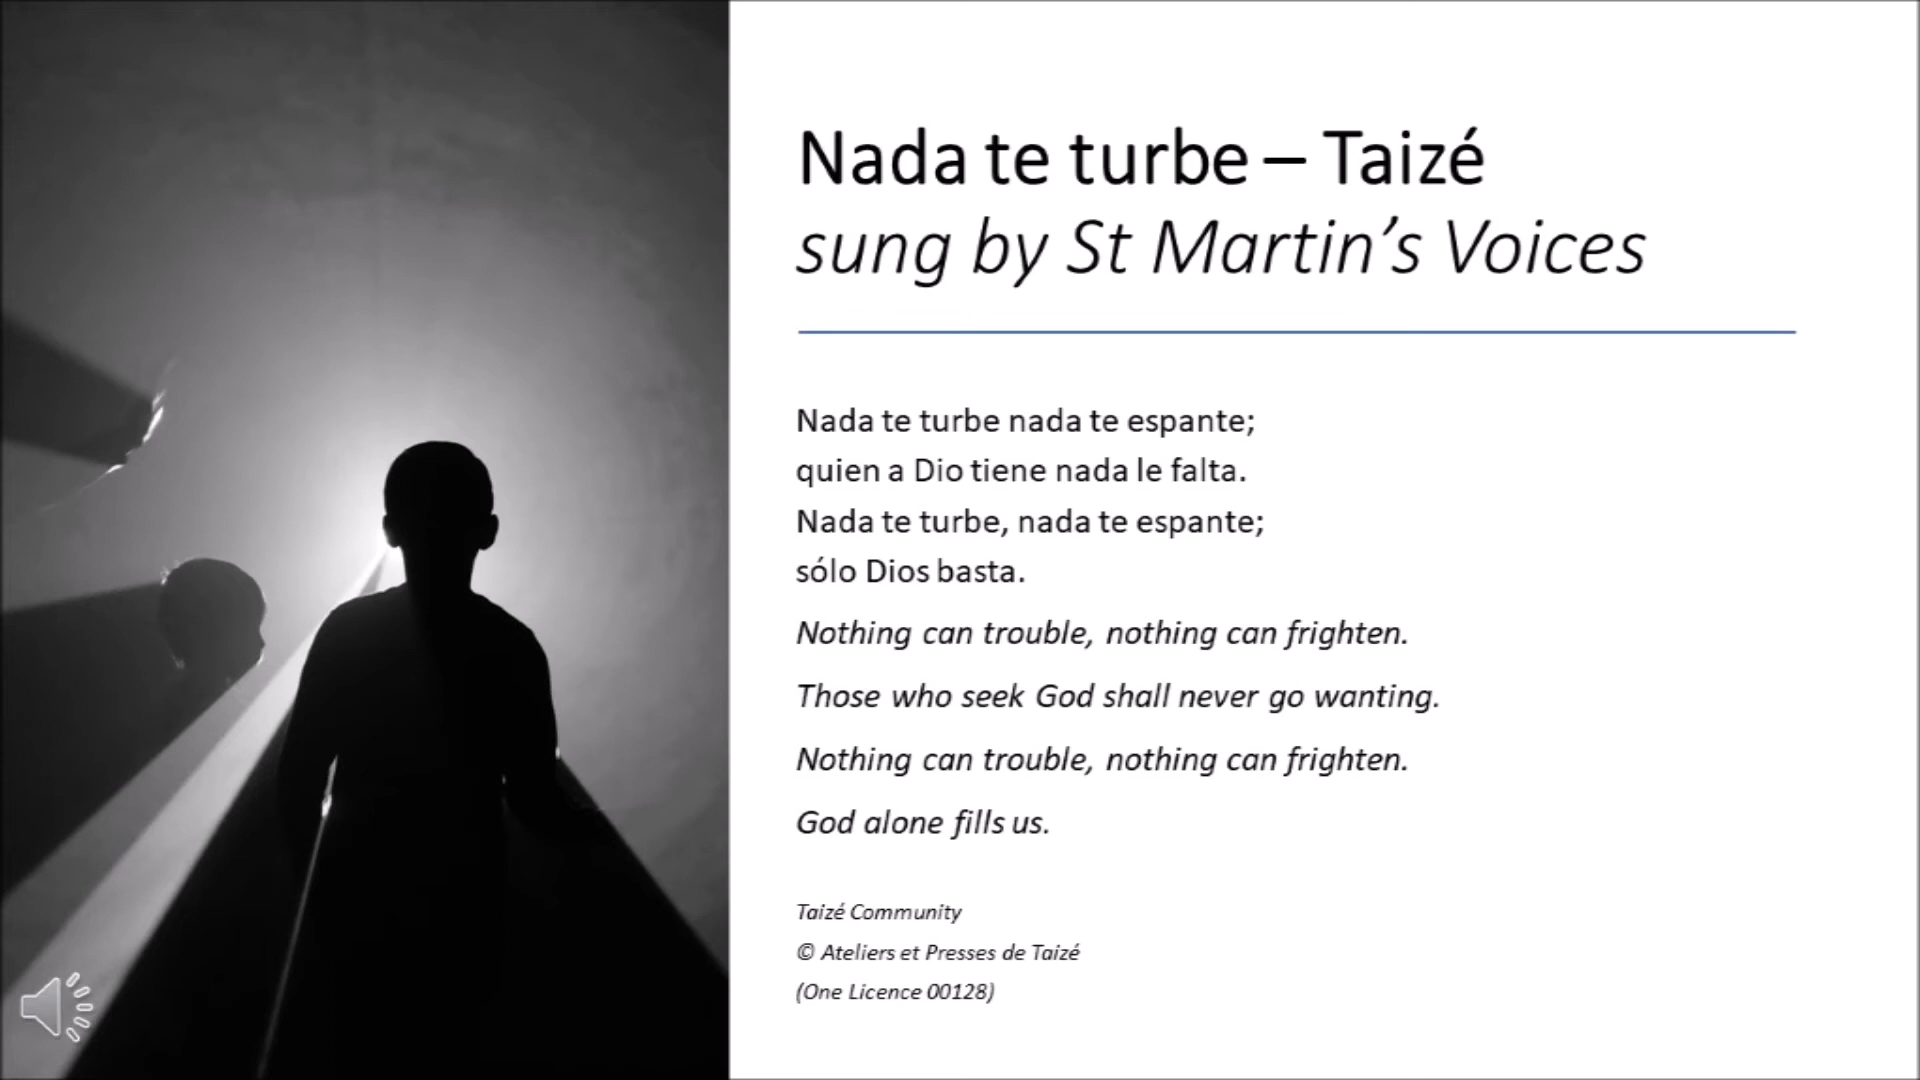 Nada te turbe – Taizé
sung by St Martin’s Voices
Nada te turbe nada te espante;
quien a Dio tiene nada le falta.
Nada te turbe, nada te espante;
sólo Dios basta.
Nothing can trouble, nothing can frighten.
Those who seek God shall never go wanting.
Nothing can trouble, nothing can frighten.
God alone fills us.
Taizé Community
© Ateliers et Presses de Taizé
(One Licence 00128)